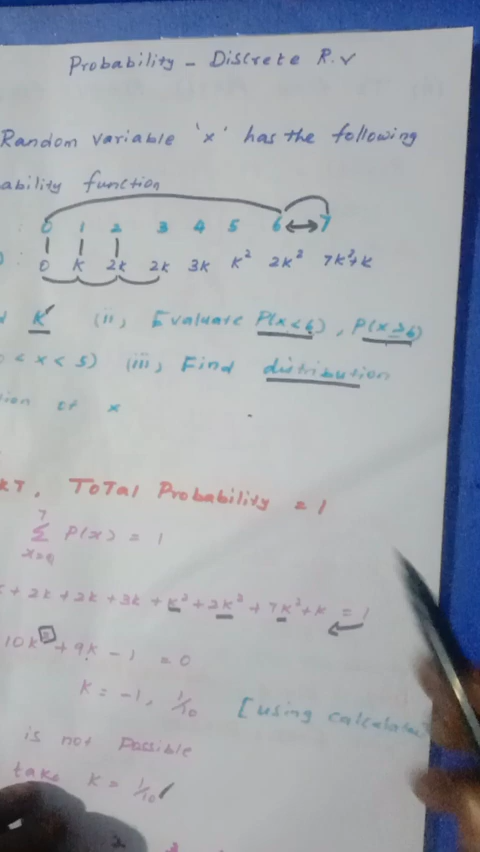 Probability - Discrete R.V
Random variable 'x' has the following
ability function
: 0 1 2 3 4 5 6 7
: 0 k 2k 2k 3k k² 2k² 7k²+k
k (ii) Evaluate P(x<6), P(x≥6)
< x < 5) (iii) Find distribution
tion of x
KT, Total Probability = 1
7
Σ P(x) = 1
x=0
+ 2k + 2k + 3k + k² + 2k² + 7k² + k = 1
10k² + 9k - 1 = 0
k = -1, 1/10 [using calculator
is not possible
take k = 1/10